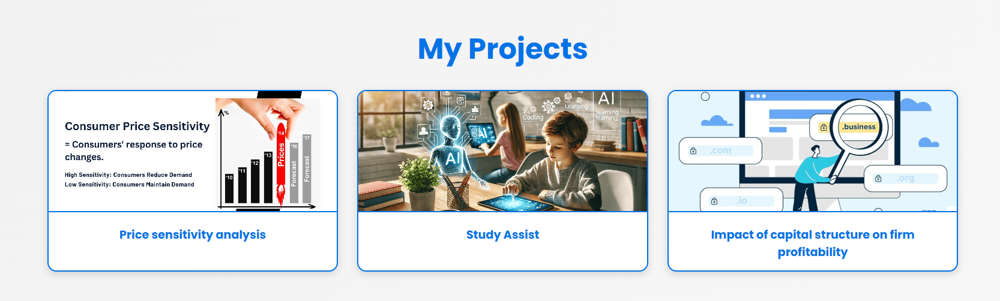 My Projects
Consumer Price Sensitivity
= Consumers' response to price
changes.
High Sensitivity: Consumers Reduce Demand
Low Sensitivity: Consumers Maintain Demand
%
'10
'11
'12
'13
'14
Prices
'16
Forecast
'17
Forecast
Price sensitivity analysis
AI
AI
Coding
Learning
AI
learning
learning
Study Assist
.business
.com
.org
.io
Impact of capital structure on firm
profitability